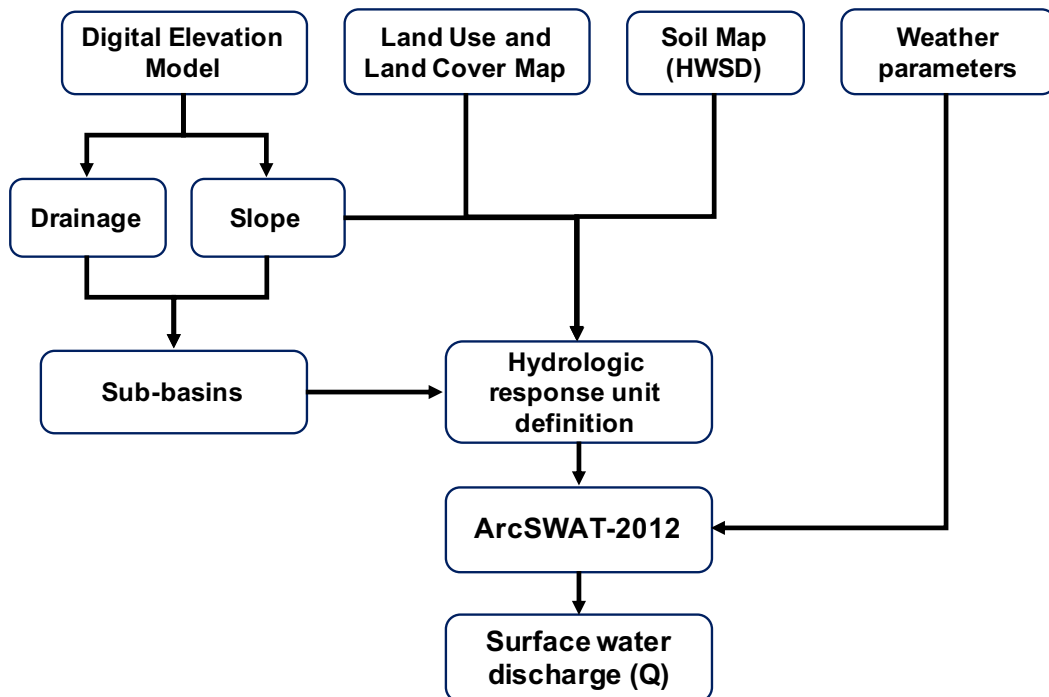 Digital Elevation
Model
Land Use and
Land Cover Map
Soil Map
(HWSD)
Weather
parameters
Drainage
Slope
Sub-basins
Hydrologic
response unit
definition
ArcSWAT-2012
Surface water
discharge (Q)